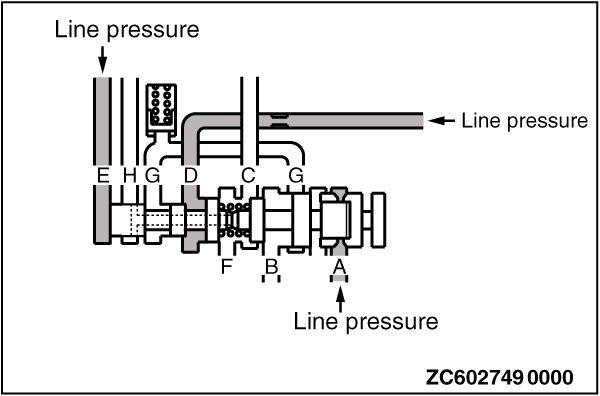 Line pressure
Line pressure
E H G D C G
F B A
Line pressure
ZC602749 0000